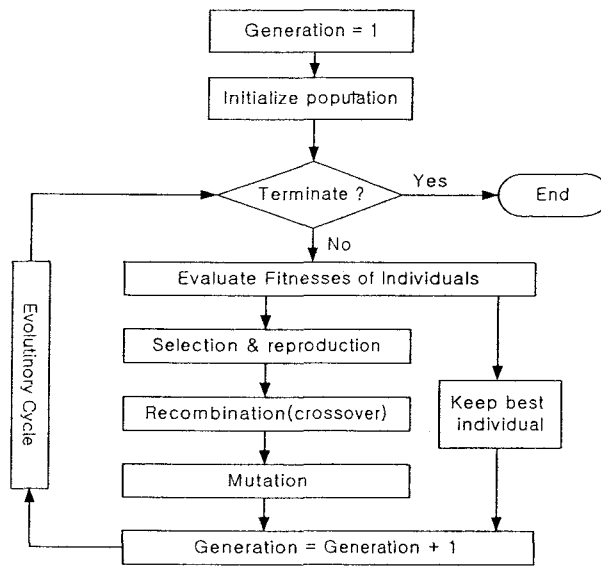 Generation = 1
Initialize population
Terminate ?
Yes
End
No
Evaluate Fitnesses of Individuals
Selection & reproduction
Recombination(crossover)
Keep best
individual
Mutation
Generation = Generation + 1
Evolutinory Cycle